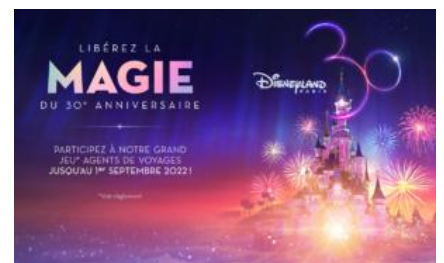 LIBÉREZ LA
MAGIE
DU 30ᵉ ANNIVERSAIRE
PARTICIPEZ À NOTRE GRAND
JEU* AGENTS DE VOYAGES
JUSQU'AU 1ᵉʳ SEPTEMBRE 2022 !
*Voir règlement
30
DISNEYLAND
PARIS